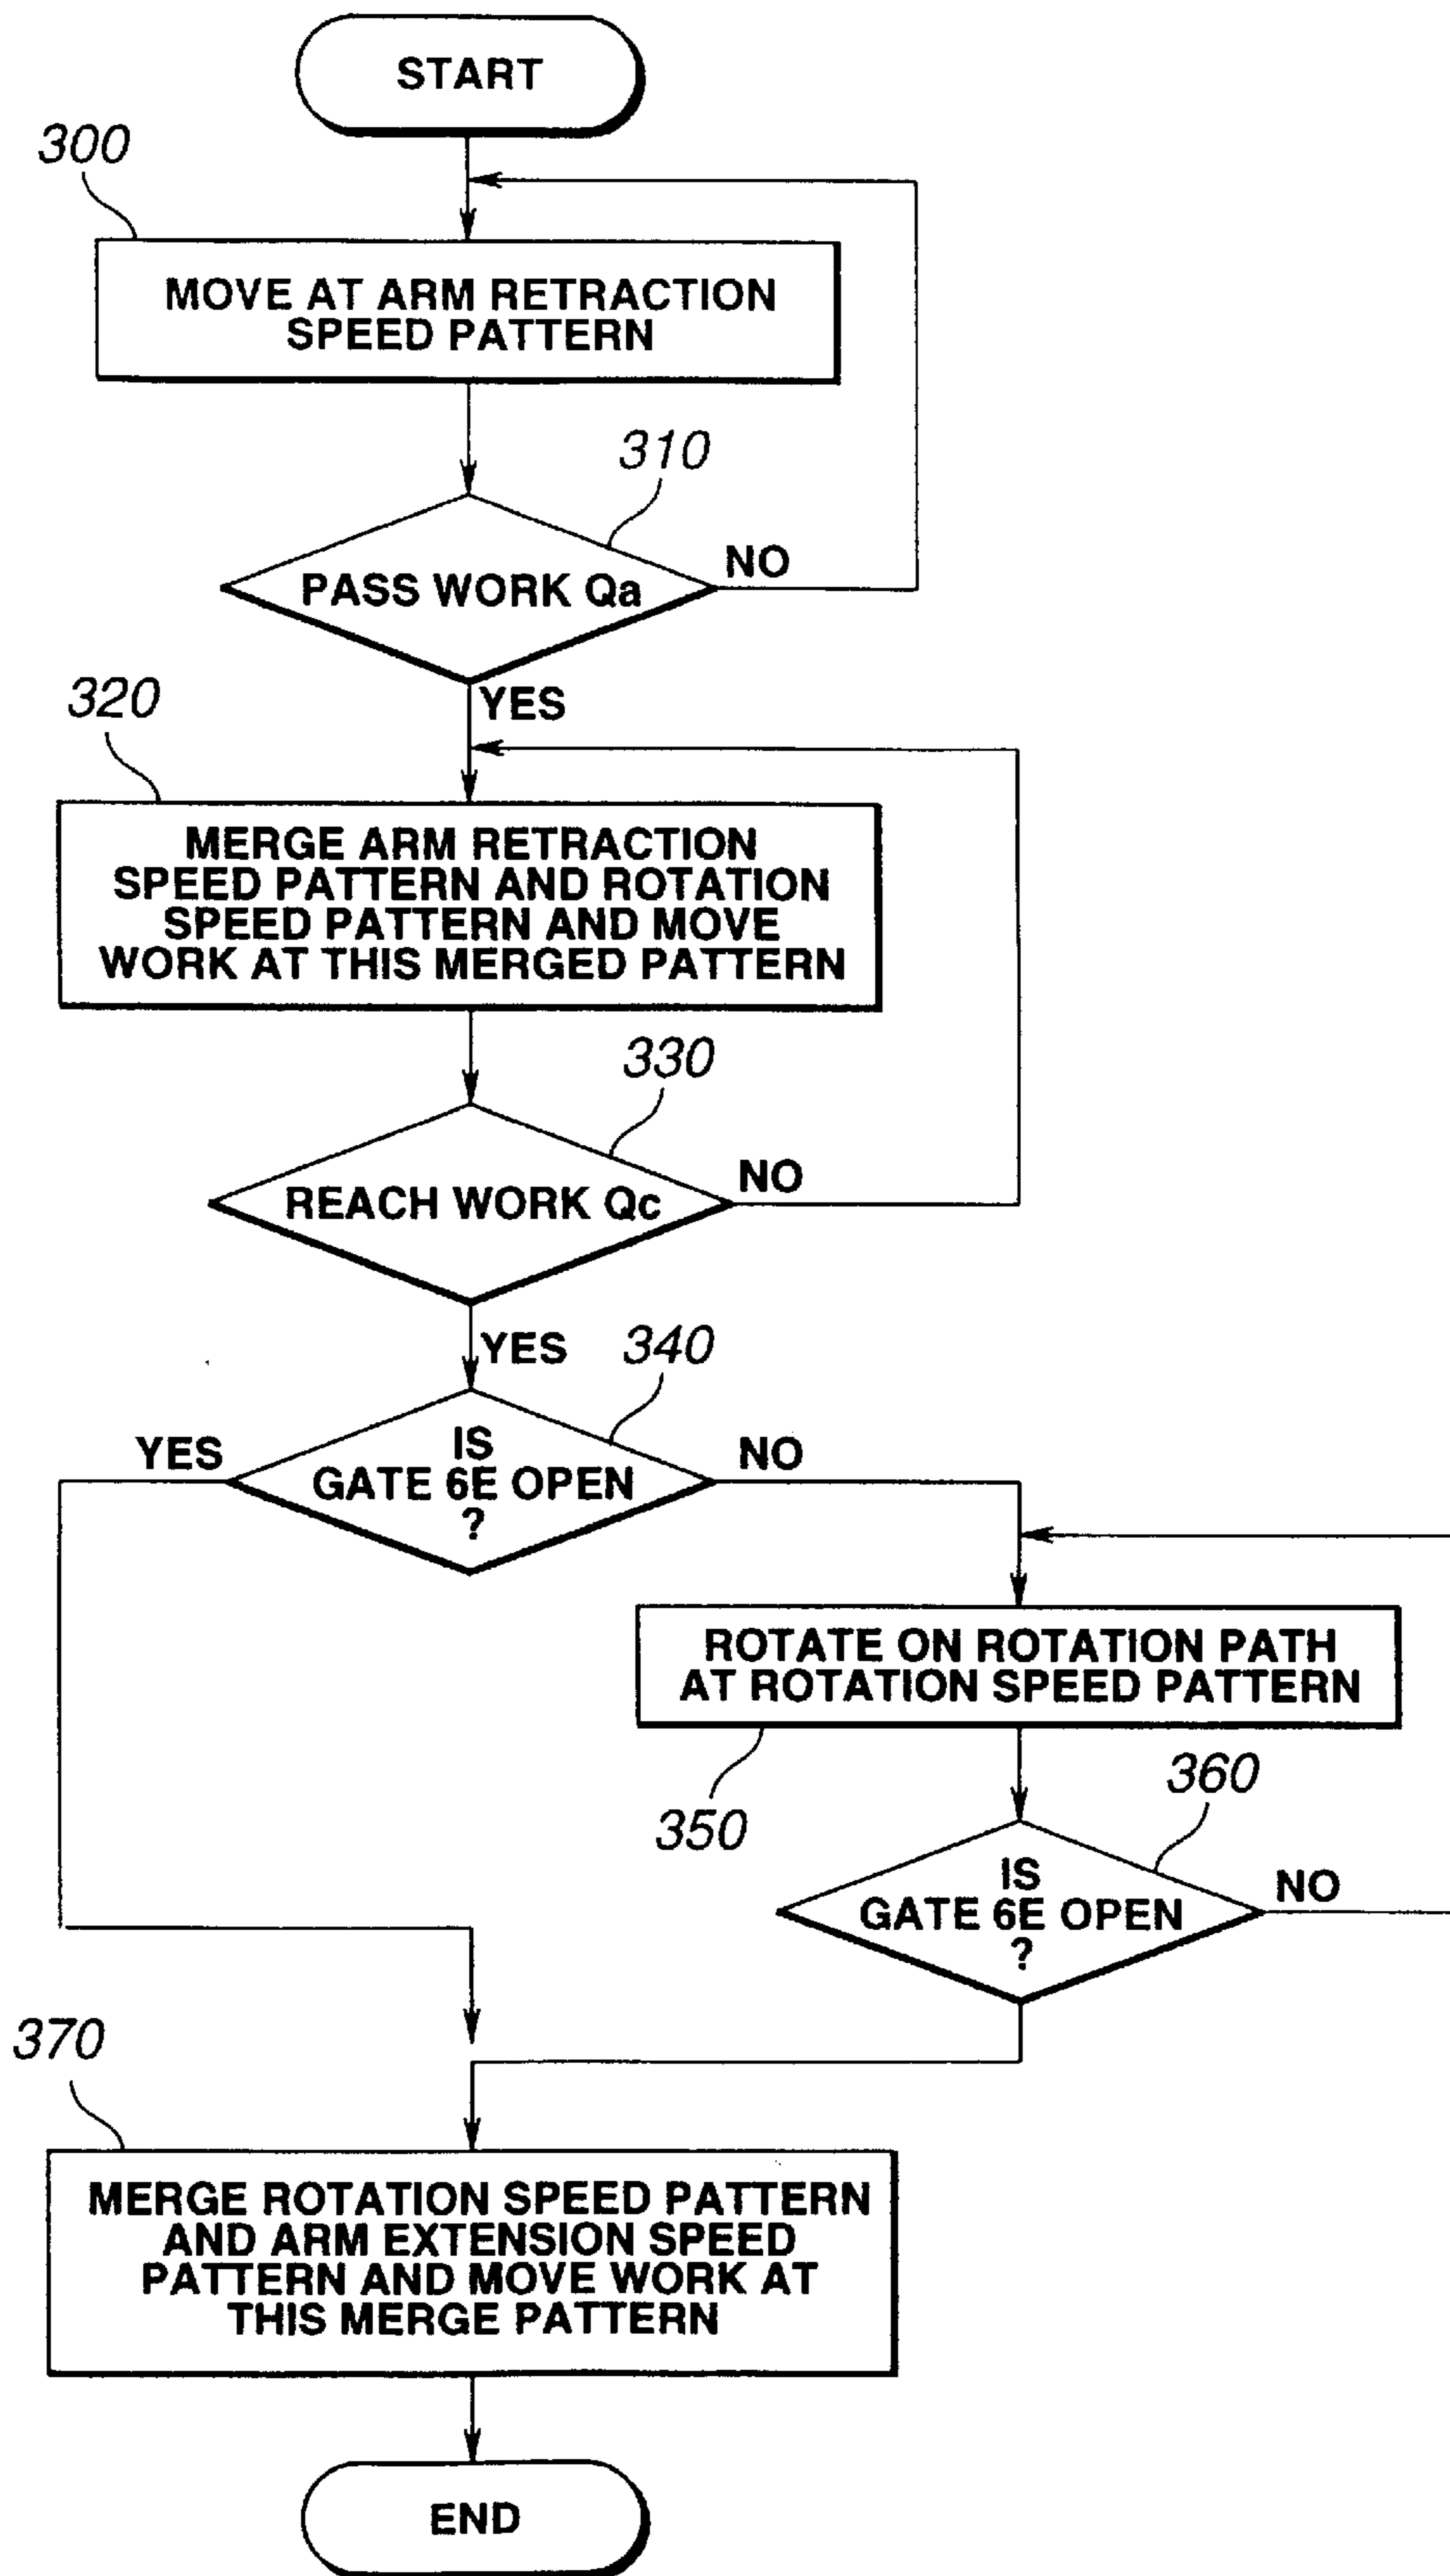 START
300
MOVE AT ARM RETRACTION
SPEED PATTERN
310
PASS WORK Qa
NO
YES
320
MERGE ARM RETRACTION
SPEED PATTERN AND ROTATION
SPEED PATTERN AND MOVE
WORK AT THIS MERGED PATTERN
330
REACH WORK Qc
NO
YES
340
IS
GATE 6E OPEN
?
YES
NO
ROTATE ON ROTATION PATH
AT ROTATION SPEED PATTERN
350
360
IS
GATE 6E OPEN
?
NO
370
MERGE ROTATION SPEED PATTERN
AND ARM EXTENSION SPEED
PATTERN AND MOVE WORK AT
THIS MERGE PATTERN
END